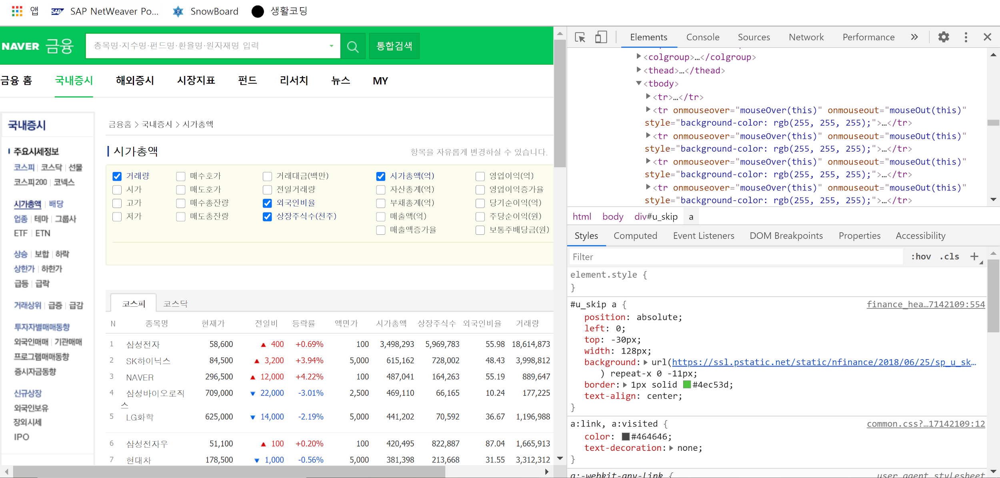 앱 SAP NetWeaver Po... SnowBoard 생활코딩
NAVER 금융 종목명·지수명·펀드명·환율명·원자재명 입력 통합검색
금융 홈 국내증시 해외증시 시장지표 펀드 리서치 뉴스 MY
국내증시
주요시세정보
코스피 코스닥 선물
코스피200 코넥스
시가총액 배당
업종 테마 그룹사
ETF ETN
상승 보합 하락
상한가 하한가
급등 급락
거래상위 급증 급감
투자자별매매동향
외국인매매 기관매매
프로그램매매동향
증시자금동향
신규상장
외국인보유
장외시세
IPO
금융홈 > 국내증시 > 시가총액
시가총액 항목을 자유롭게 변경하실 수 있습니다.
거래량 매수호가 거래대금(백만) 시가총액(억) 영업이익(억)
시가 매도호가 전일거래량 자산총계(억) 영업이익증가율
고가 매수총잔량 외국인비율 부채총계(억) 당기순이익(억)
저가 매도총잔량 상장주식수(천주) 매출액(억) 주당순이익(원)
매출액증가율 보통주배당금(원)
코스피 코스닥
N 종목명 현재가 전일비 등락률 액면가 시가총액 상장주식수 외국인비율 거래량
1 삼성전자 58,600 ▲ 400 +0.69% 100 3,498,293 5,969,783 55.98 18,614,873
2 SK하이닉스 84,500 ▲ 3,200 +3.94% 5,000 615,162 728,002 48.43 3,998,812
3 NAVER 296,500 ▲ 12,000 +4.22% 100 487,041 164,263 55.19 889,647
4 삼성바이오로직 709,000 ▼ 22,000 -3.01% 2,500 469,110 66,165 10.24 177,225
스
5 LG화학 625,000 ▼ 14,000 -2.19% 5,000 441,202 70,592 36.67 1,196,988
6 삼성전자우 51,100 ▲ 100 +0.20% 100 420,495 822,887 87.04 1,665,913
7 현대차 178,500 ▼ 1,000 -0.56% 5,000 381,398 213,668 31.55 3,312,312
Elements Console Sources Network Performance »
▶<colgroup>…</colgroup>
▶<thead>…</thead>
▼<tbody>
▶<tr>…</tr>
▶<tr onmouseover="mouseOver(this)" onmouseout="mouseOut(this)"
style="background-color: rgb(255, 255, 255);">…</tr>
▶<tr onmouseover="mouseOver(this)" onmouseout="mouseOut(this)"
style="background-color: rgb(255, 255, 255);">…</tr>
▶<tr onmouseover="mouseOver(this)" onmouseout="mouseOut(this)"
style="background-color: rgb(255, 255, 255);">…</tr>
▶<tr onmouseover="mouseOver(this)" onmouseout="mouseOut(this)"
style="background-color: rgb(255, 255, 255);">…</tr>
html body div#u_skip a
Styles Computed Event Listeners DOM Breakpoints Properties Accessibility
Filter :hov .cls +
element.style {
}
#u_skip a { finance_hea…7142109:554
position: absolute;
left: 0;
top: -30px;
width: 128px;
background:▶ url(https://ssl.pstatic.net/static/nfinance/2018/06/25/sp_u_sk…
) repeat-x 0 -11px;
border:▶ 1px solid #4ec53d;
text-align: center;
}
a:link, a:visited { common.css?…17142109:12
color: #464646;
text-decoration:▶ none;
}
a:-webkit-any-link { user agent stylesheet